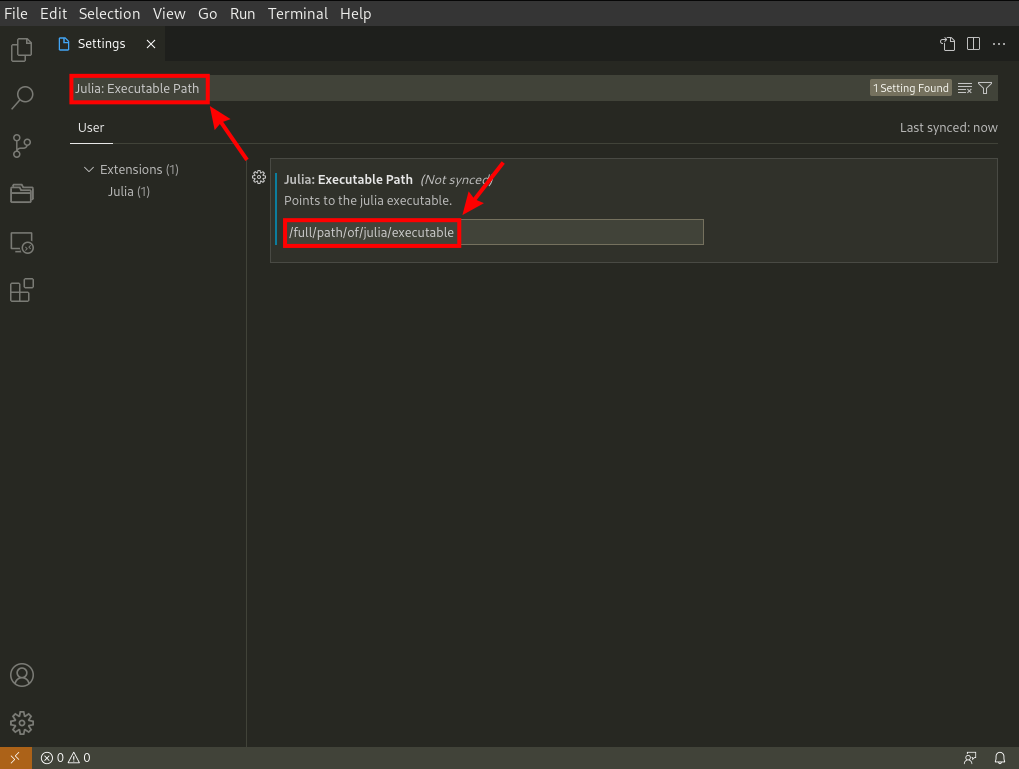 File Edit Selection View Go Run Terminal Help
Settings
Julia: Executable Path
1 Setting Found
User
Last synced: now
Extensions (1)
Julia (1)
Julia: Executable Path (Not synced)
Points to the julia executable.
/full/path/of/julia/executable
0 0